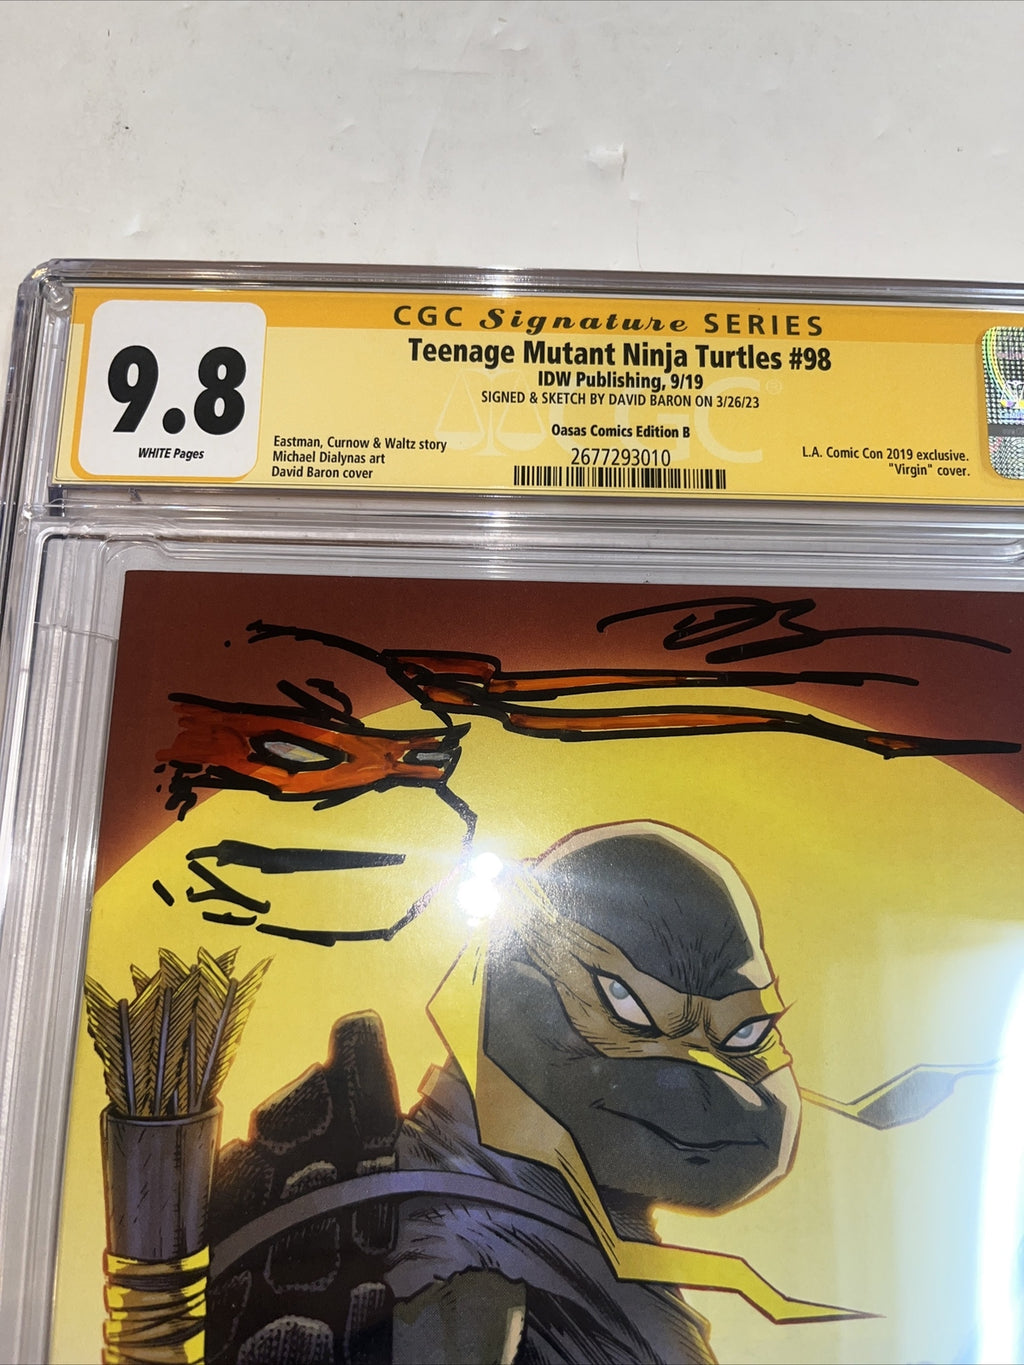 CGC Signature SERIES
Teenage Mutant Ninja Turtles #98
IDW Publishing, 9/19
SIGNED & SKETCH BY DAVID BARON ON 3/26/23
9.8
WHITE Pages
Oasas Comics Edition B
Eastman, Curnow & Waltz story
Michael Dialynas art
David Baron cover
2677293010
L.A. Comic Con 2019 exclusive.
"Virgin" cover.
CGC